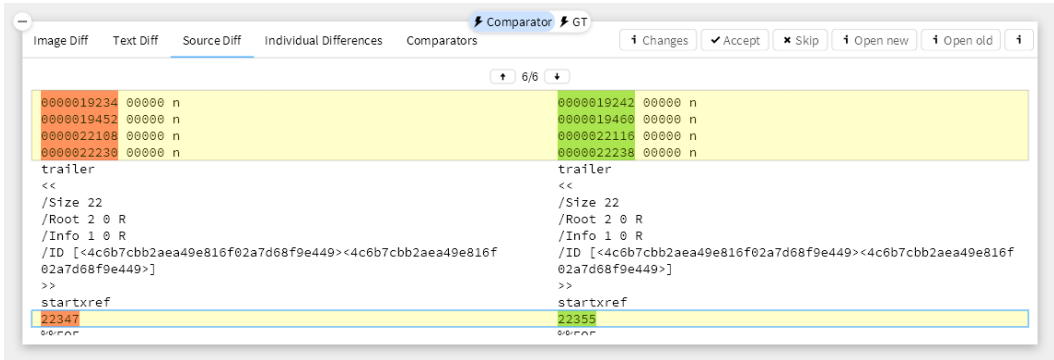 Comparator GT
Image Diff Text Diff Source Diff Individual Differences Comparators Changes Accept Skip Open new Open old
6/6
0000019234 00000 n 0000019242 00000 n
0000019452 00000 n 0000019460 00000 n
0000022108 00000 n 0000022116 00000 n
0000022230 00000 n 0000022238 00000 n
trailer trailer
<< <<
/Size 22 /Size 22
/Root 2 0 R /Root 2 0 R
/Info 1 0 R /Info 1 0 R
/ID [<4c6b7cbb2aea49e816f02a7d68f9e449><4c6b7cbb2aea49e816f /ID [<4c6b7cbb2aea49e816f02a7d68f9e449><4c6b7cbb2aea49e816f
02a7d68f9e449>] 02a7d68f9e449>]
>> >>
startxref startxref
22347 22355
%%EOF %%EOF